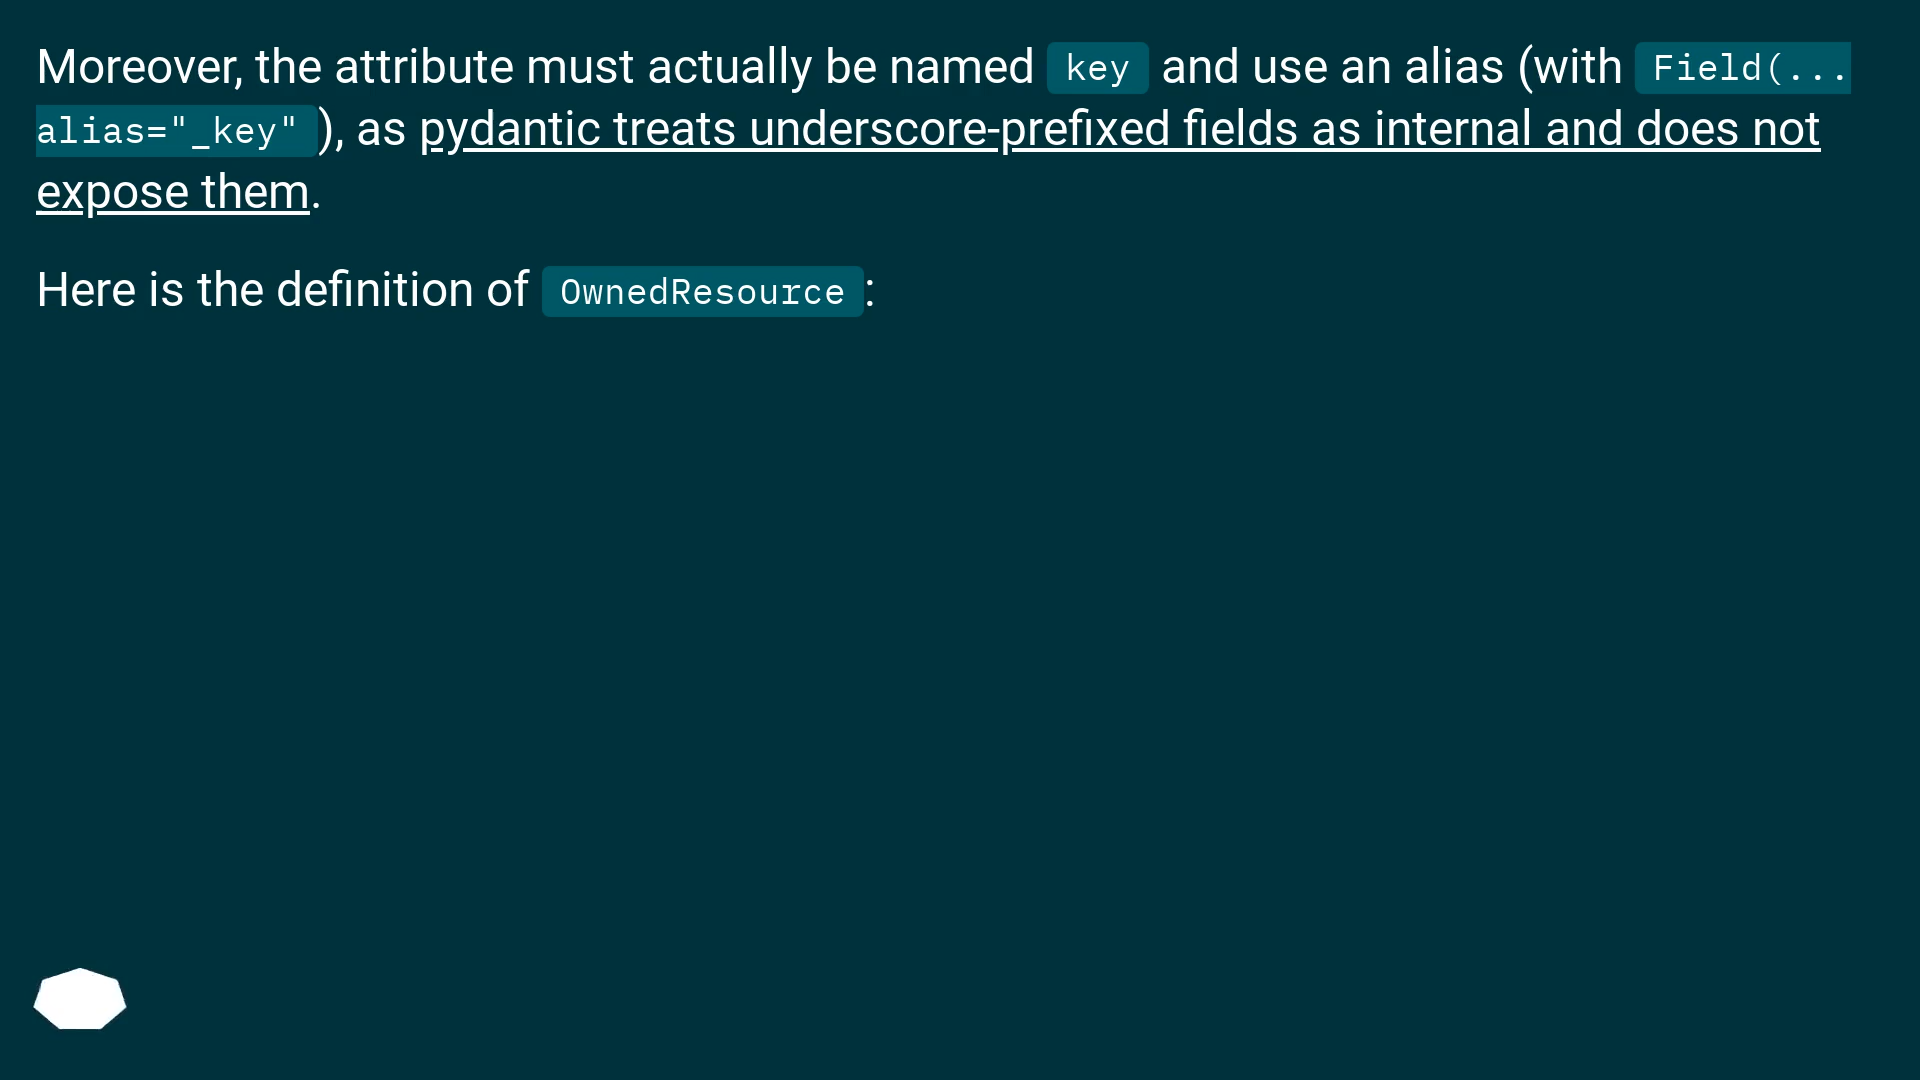 Moreover, the attribute must actually be named key and use an alias (with Field(...
alias="_key"), as pydantic treats underscore-prefixed fields as internal and does not
expose them.
Here is the definition of OwnedResource: